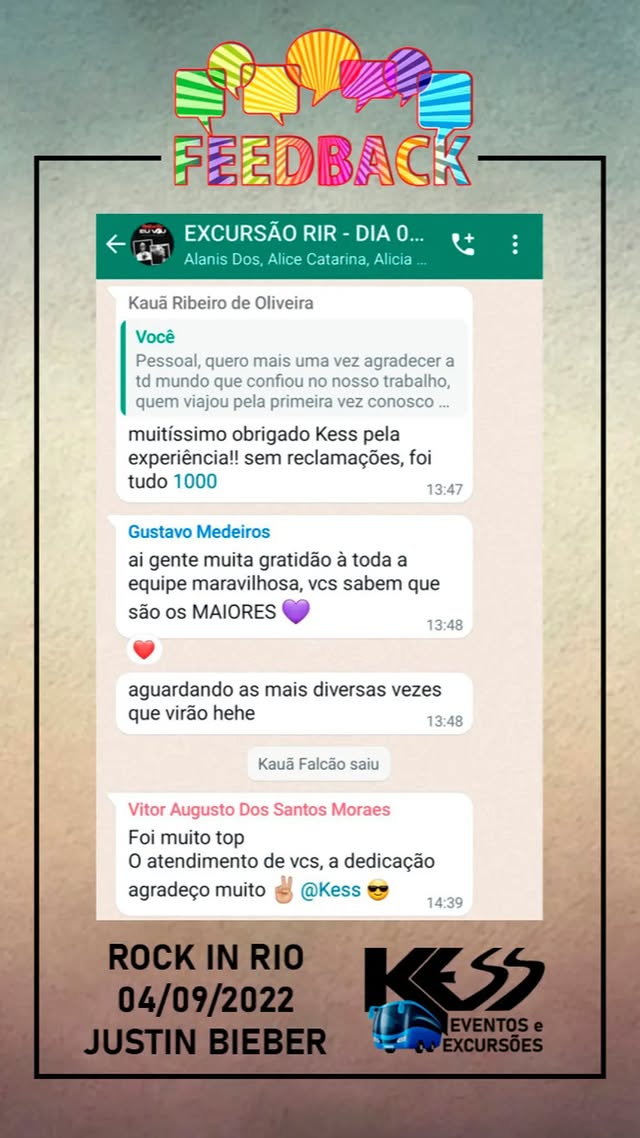 FEEDBACK
EXCURSÃO RIR - DIA 0...
Alanis Dos, Alice Catarina, Alicia ...
Kauã Ribeiro de Oliveira
Você
Pessoal, quero mais uma vez agradecer a
td mundo que confiou no nosso trabalho,
quem viajou pela primeira vez conosco ...
muitíssimo obrigado Kess pela
experiência!! sem reclamações, foi
tudo 1000
13:47
Gustavo Medeiros
ai gente muita gratidão à toda a
equipe maravilhosa, vcs sabem que
são os MAIORES 💜
13:48
❤️
aguardando as mais diversas vezes
que virão hehe
13:48
Kauã Falcão saiu
Vitor Augusto Dos Santos Moraes
Foi muito top
O atendimento de vcs, a dedicação
agradeço muito ✌🏼 @Kess 😎
14:39
ROCK IN RIO
04/09/2022
JUSTIN BIEBER
KESS
EVENTOS e
EXCURSÕES